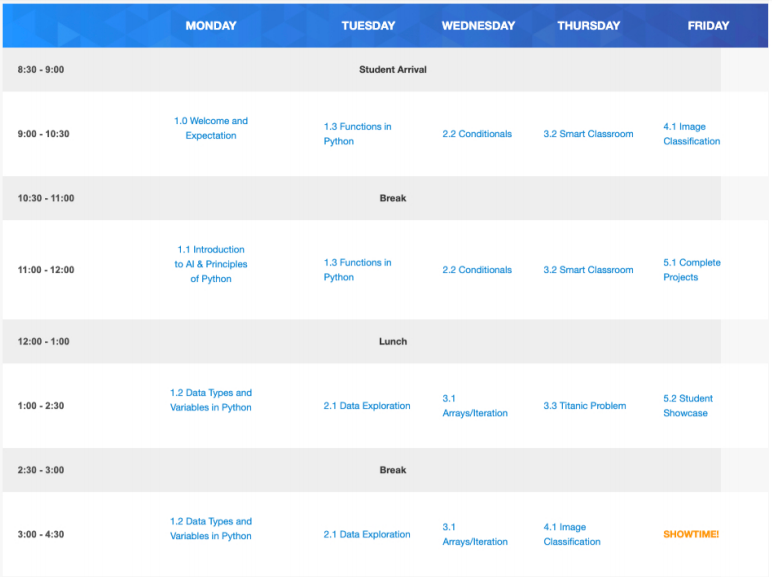 MONDAY TUESDAY WEDNESDAY THURSDAY FRIDAY
8:30 - 9:00 Student Arrival
9:00 - 10:30
1.0 Welcome and
Expectation
1.3 Functions in
Python
2.2 Conditionals
3.2 Smart Classroom
4.1 Image
Classification
10:30 - 11:00 Break
11:00 - 12:00
1.1 Introduction
to AI & Principles
of Python
1.3 Functions in
Python
2.2 Conditionals
3.2 Smart Classroom
5.1 Complete
Projects
12:00 - 1:00 Lunch
1:00 - 2:30
1.2 Data Types and
Variables in Python
2.1 Data Exploration
3.1
Arrays/Iteration
3.3 Titanic Problem
5.2 Student
Showcase
2:30 - 3:00 Break
3:00 - 4:30
1.2 Data Types and
Variables in Python
2.1 Data Exploration
3.1
Arrays/Iteration
4.1 Image
Classification
SHOWTIME!